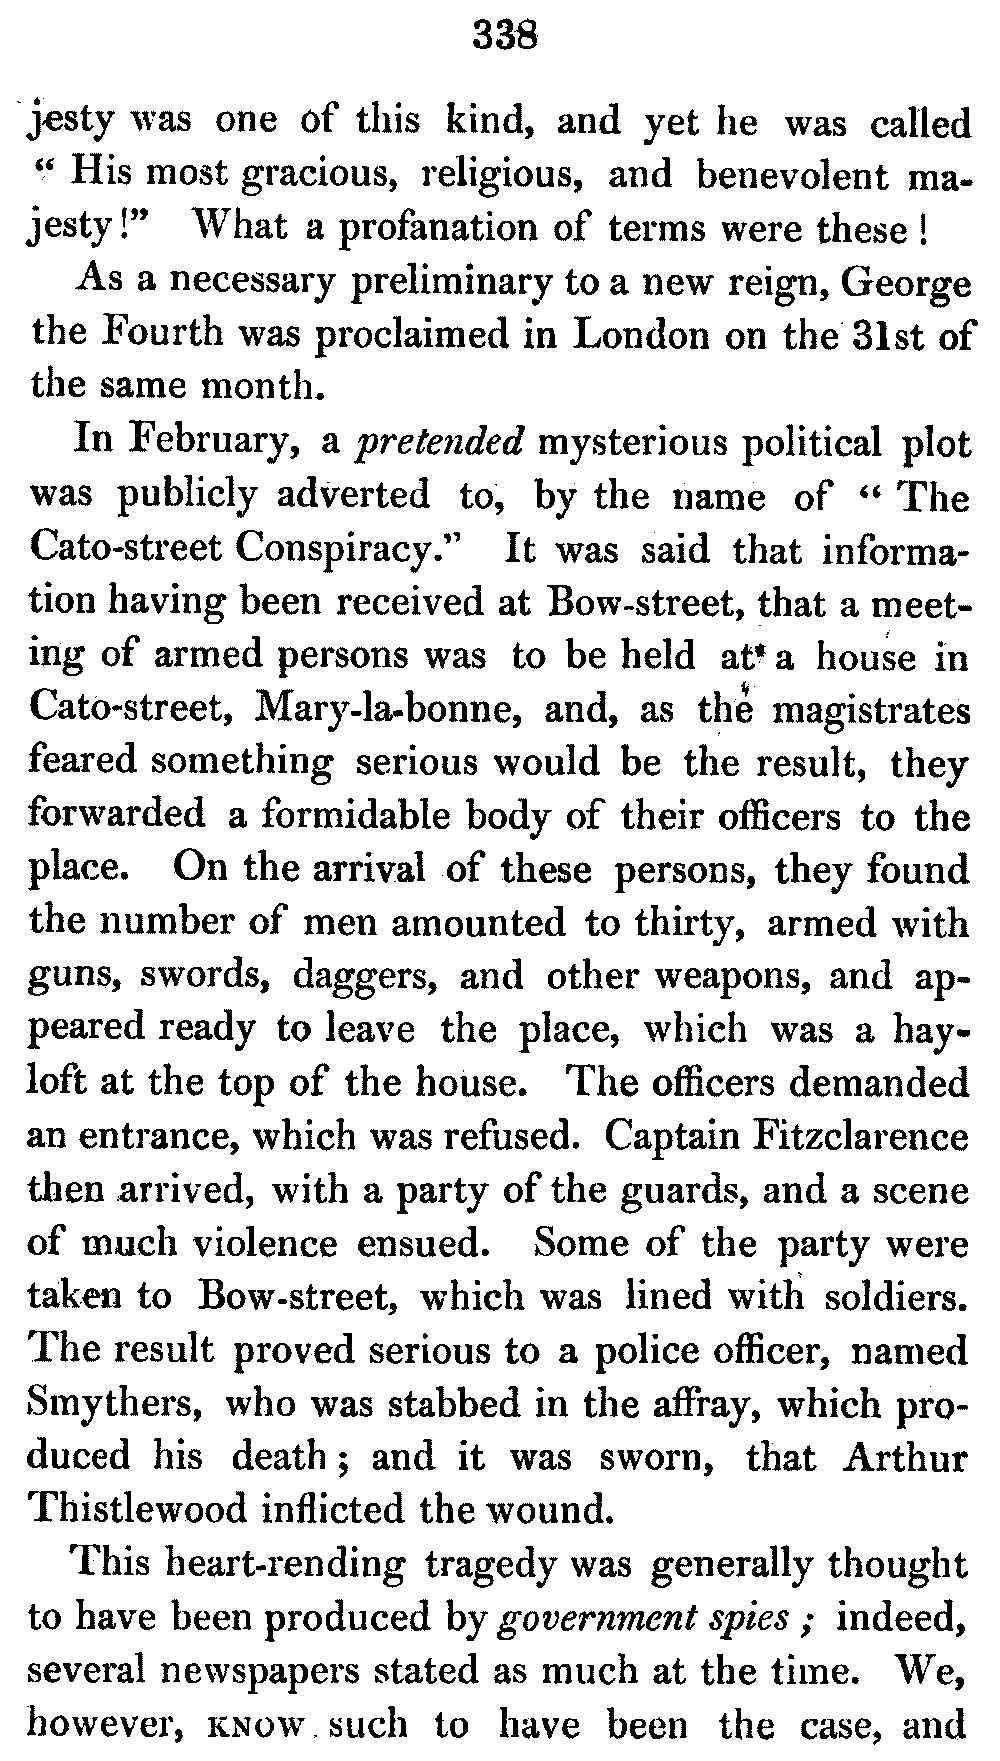 338
jesty was one of this kind, and yet he was called
“ His most gracious, religious, and benevolent ma-
jesty !” What a profanation of terms were these !
As a necessary preliminary to a new reign, George
the Fourth was proclaimed in London on the 31st of
the same month.
In February, a pretended mysterious political plot
was publicly adverted to, by the name of “ The
Cato-street Conspiracy.” It was said that informa-
tion having been received at Bow-street, that a meet-
ing of armed persons was to be held at a house in
Cato-street, Mary-la-bonne, and, as the magistrates
feared something serious would be the result, they
forwarded a formidable body of their officers to the
place. On the arrival of these persons, they found
the number of men amounted to thirty, armed with
guns, swords, daggers, and other weapons, and ap-
peared ready to leave the place, which was a hay-
loft at the top of the house. The officers demanded
an entrance, which was refused. Captain Fitzclarence
then arrived, with a party of the guards, and a scene
of much violence ensued. Some of the party were
taken to Bow-street, which was lined with soldiers.
The result proved serious to a police officer, named
Smythers, who was stabbed in the affray, which pro-
duced his death ; and it was sworn, that Arthur
Thistlewood inflicted the wound.
This heart-rending tragedy was generally thought
to have been produced by government spies ; indeed,
several newspapers stated as much at the time. We,
however, KNOW such to have been the case, and